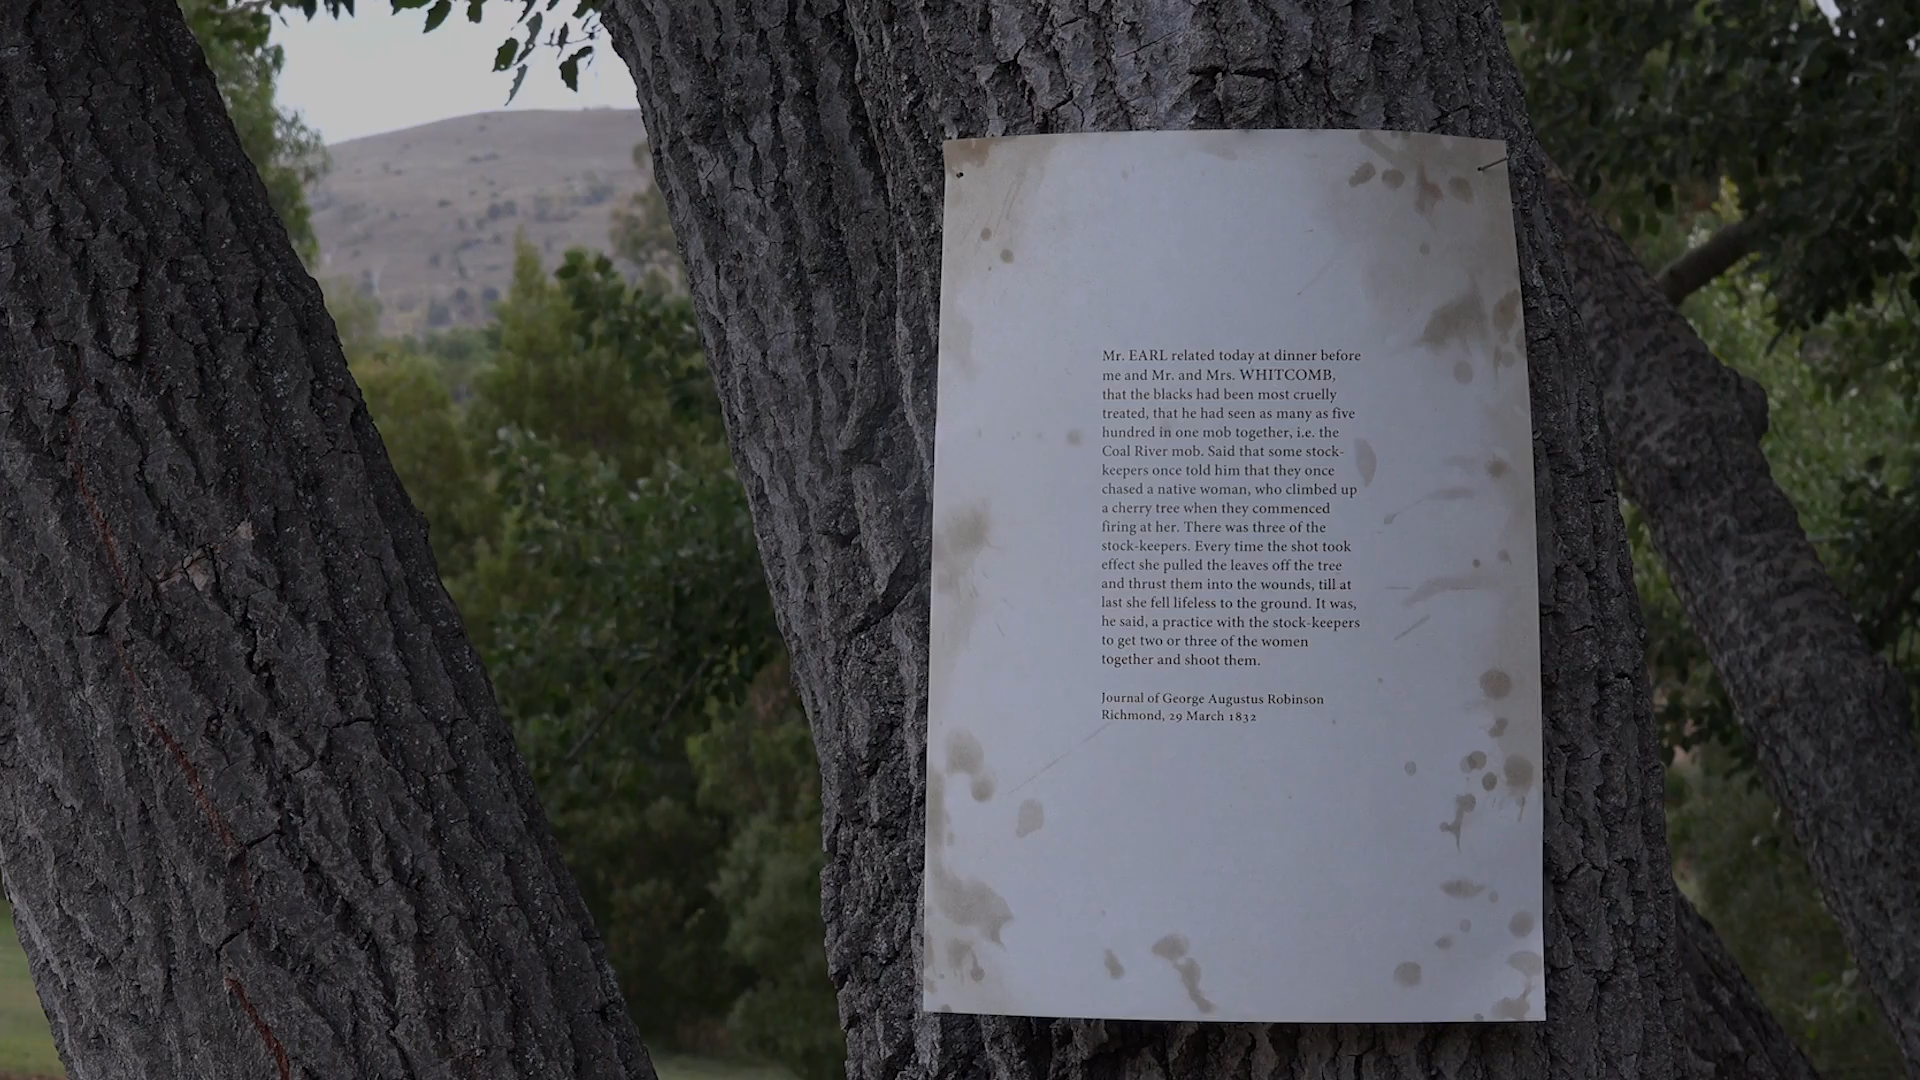 Mr. EARL related today at dinner before
me and Mr. and Mrs. WHITCOMB,
that the blacks had been most cruelly
treated, that he had seen as many as five
hundred in one mob together, i.e. the
Coal River mob. Said that some stock-
keepers once told him that they once
chased a native woman, who climbed up
a cherry tree when they commenced
firing at her. There was three of the
stock-keepers. Every time the shot took
effect she pulled the leaves off the tree
and thrust them into the wounds, till at
last she fell lifeless to the ground. It was,
he said, a practice with the stock-keepers
to get two or three of the women
together and shoot them.
Journal of George Augustus Robinson
Richmond, 29 March 1832